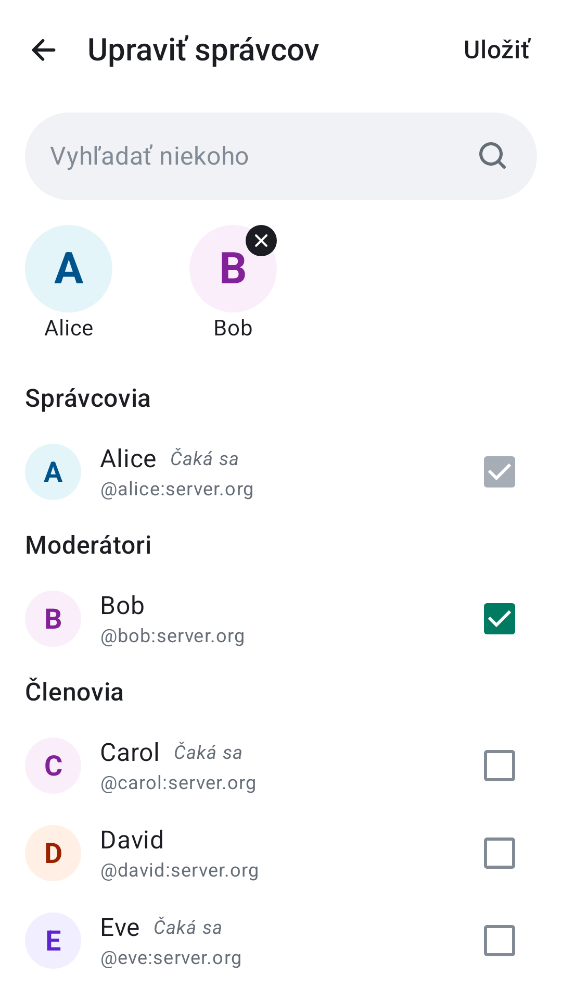 Upraviť správcov
Uložiť
Vyhľadať niekoho
A
B
Alice
Bob
Správcovia
A
Alice Čaká sa
@alice:server.org
Moderátori
B
Bob
@bob:server.org
Členovia
C
Carol Čaká sa
@carol:server.org
D
David
@david:server.org
E
Eve Čaká sa
@eve:server.org